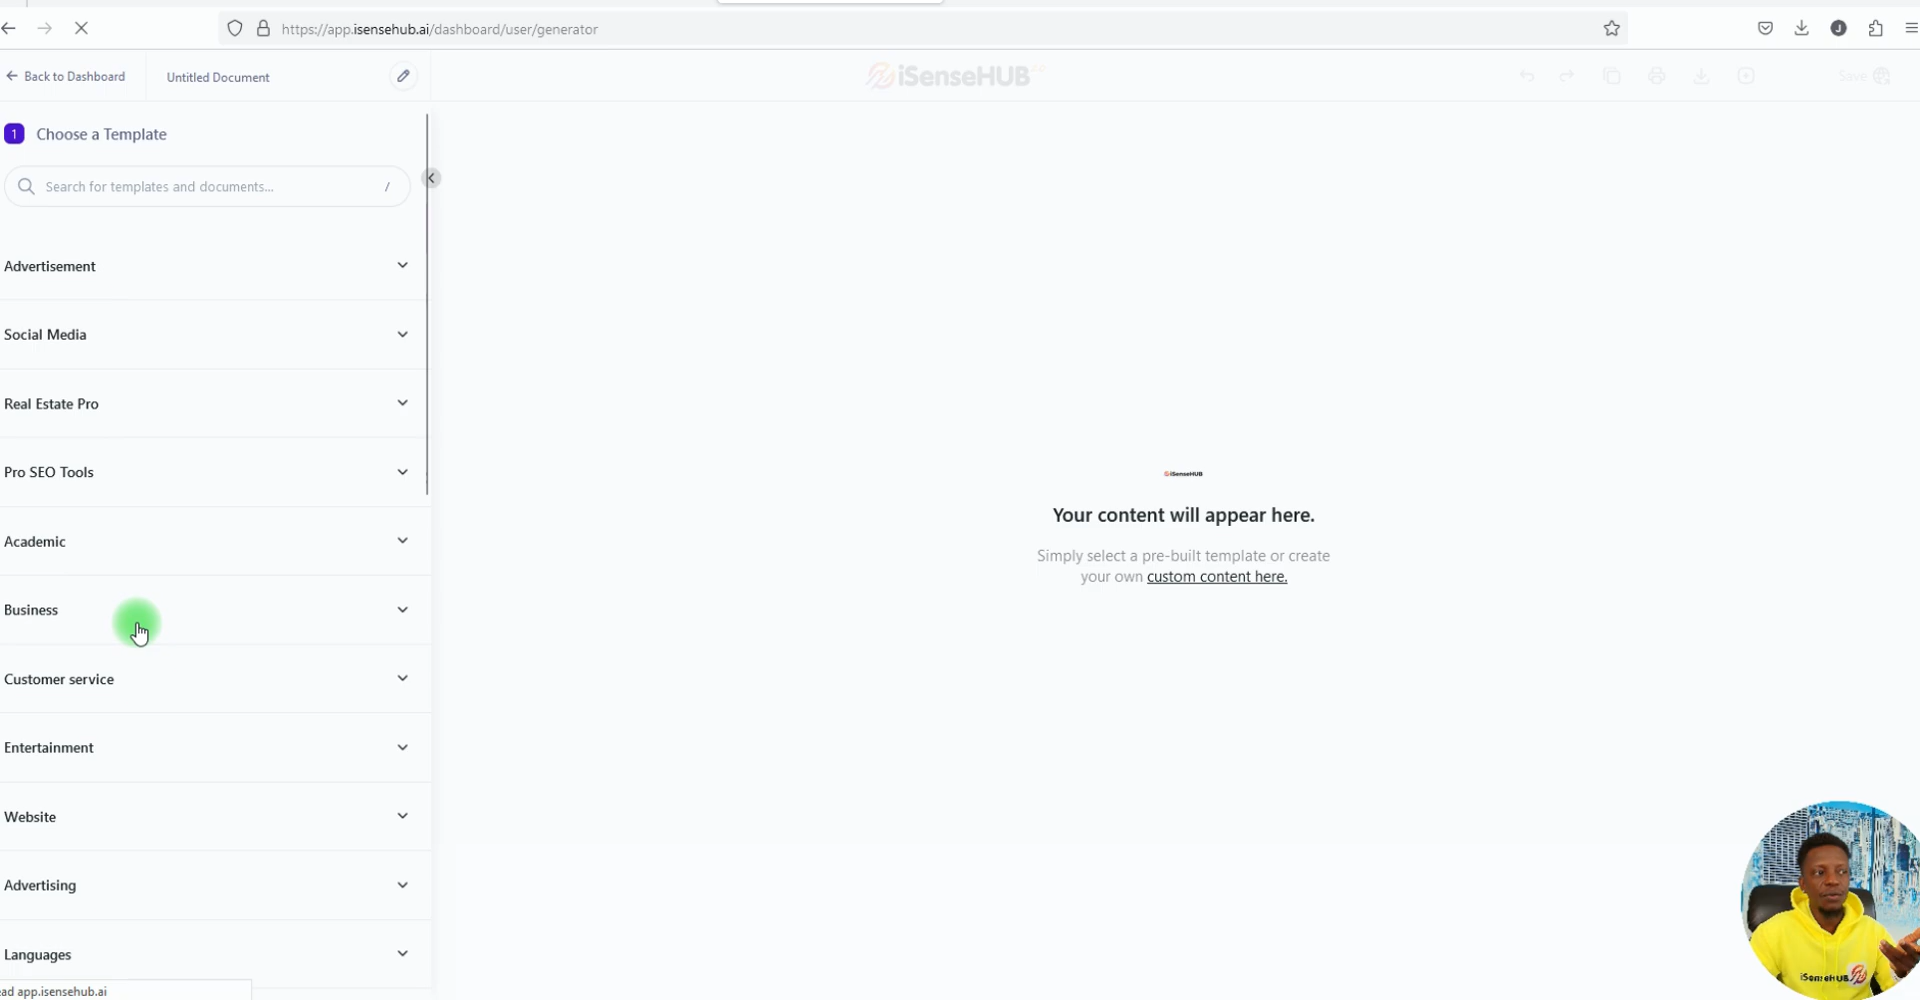 https://app.isensehub.ai/dashboard/user/generator
J
Back to Dashboard
Untitled Document
iSenseHUB
Save
1 Choose a Template
Search for templates and documents... /
Advertisement
Social Media
Real Estate Pro
Pro SEO Tools
Academic
Business
Customer service
Entertainment
Website
Advertising
Languages
iSenseHUB
Your content will appear here.
Simply select a pre-built template or create
your own custom content here.
ad app.isensehub.ai
iSenseHUB